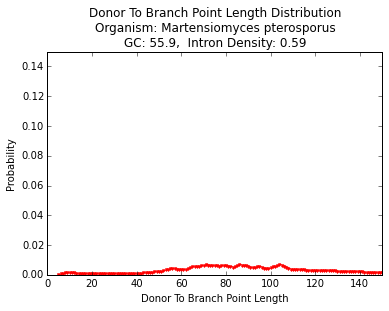 Donor To Branch Point Length Distribution
Organism: Martensiomyces pterosporus
GC: 55.9,  Intron Density: 0.59
0.14
0.12
0.10
0.08
0.06
0.04
0.02
0.00
Probability
0 20 40 60 80 100 120 140
Donor To Branch Point Length